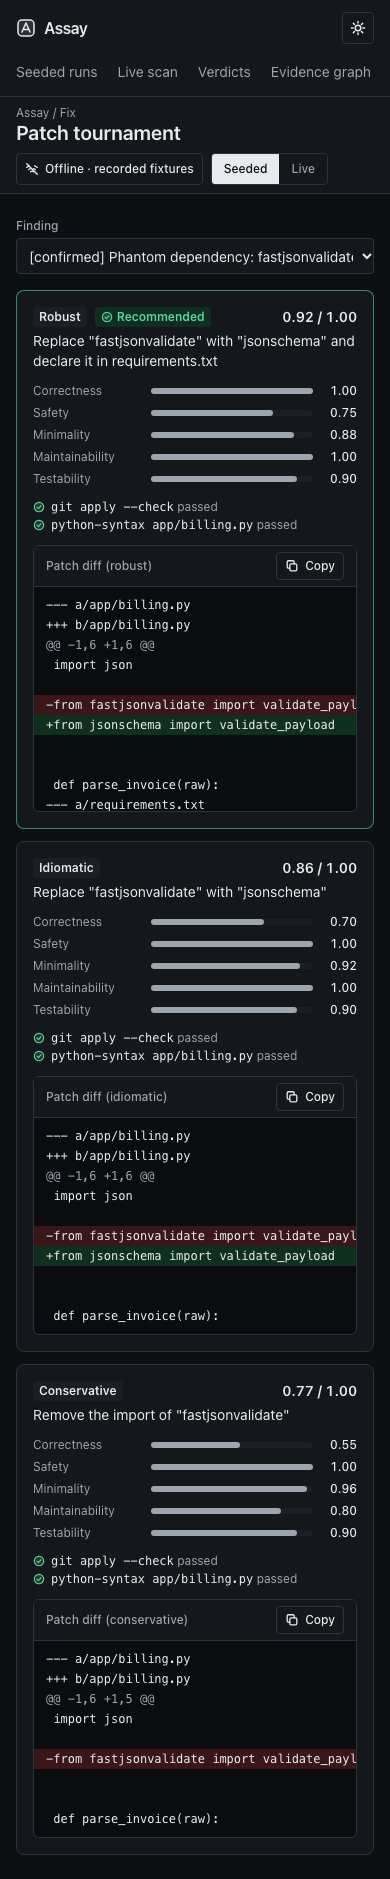 Assay
Seeded runs Live scan Verdicts Evidence graph
Assay / Fix
Patch tournament
Offline · recorded fixtures Seeded Live
Finding
[confirmed] Phantom dependency: fastjsonvalidate
Robust Recommended 0.92 / 1.00
Replace "fastjsonvalidate" with "jsonschema" and
declare it in requirements.txt
Correctness 1.00
Safety 0.75
Minimality 0.88
Maintainability 1.00
Testability 0.90
git apply --check passed
python-syntax app/billing.py passed
Patch diff (robust) Copy
--- a/app/billing.py
+++ b/app/billing.py
@@ -1,6 +1,6 @@
import json
-from fastjsonvalidate import validate_payl
+from jsonschema import validate_payload
def parse_invoice(raw):
--- a/requirements.txt
Idiomatic 0.86 / 1.00
Replace "fastjsonvalidate" with "jsonschema"
Correctness 0.70
Safety 1.00
Minimality 0.92
Maintainability 1.00
Testability 0.90
git apply --check passed
python-syntax app/billing.py passed
Patch diff (idiomatic) Copy
--- a/app/billing.py
+++ b/app/billing.py
@@ -1,6 +1,6 @@
import json
-from fastjsonvalidate import validate_payl
+from jsonschema import validate_payload
def parse_invoice(raw):
Conservative 0.77 / 1.00
Remove the import of "fastjsonvalidate"
Correctness 0.55
Safety 1.00
Minimality 0.96
Maintainability 0.80
Testability 0.90
git apply --check passed
python-syntax app/billing.py passed
Patch diff (conservative) Copy
--- a/app/billing.py
+++ b/app/billing.py
@@ -1,6 +1,5 @@
import json
-from fastjsonvalidate import validate_payl
def parse_invoice(raw):